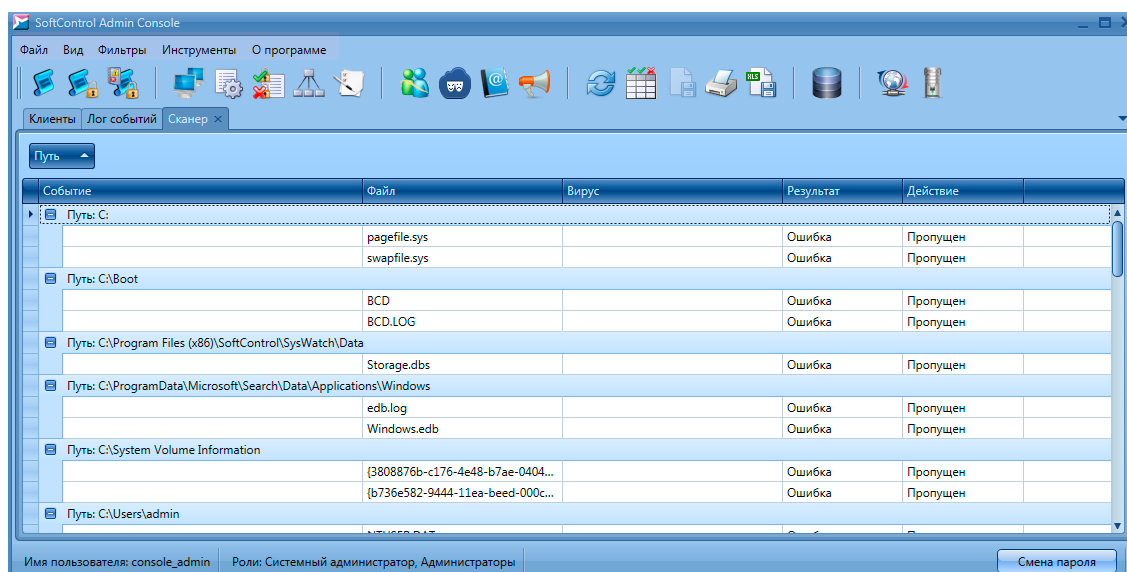 SoftControl Admin Console
Файл Вид Фильтры Инструменты О программе
XLS
Клиенты Лог событий Сканер
Путь
Событие Файл Вирус Результат Действие
Путь: C:
pagefile.sys Ошибка Пропущен
swapfile.sys Ошибка Пропущен
Путь: C:\Boot
BCD Ошибка Пропущен
BCD.LOG Ошибка Пропущен
Путь: C:\Program Files (x86)\SoftControl\SysWatch\Data
Storage.dbs Ошибка Пропущен
Путь: C:\ProgramData\Microsoft\Search\Data\Applications\Windows
edb.log Ошибка Пропущен
Windows.edb Ошибка Пропущен
Путь: C:\System Volume Information
{3808876b-c176-4e48-b7ae-0404... Ошибка Пропущен
{b736e582-9444-11ea-beed-000c... Ошибка Пропущен
Путь: C:\Users\admin
Имя пользователя: console_admin Роли: Системный администратор, Администраторы Смена пароля